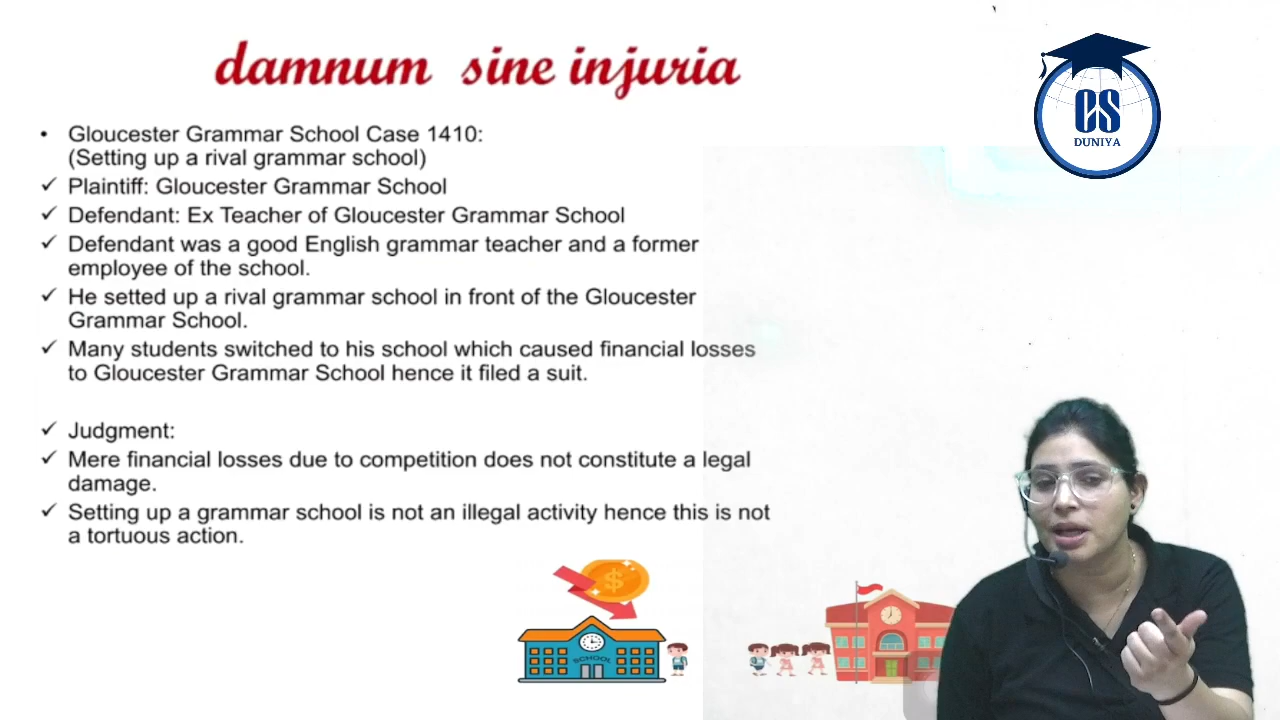 damnum sine injuria
• Gloucester Grammar School Case 1410:
(Setting up a rival grammar school)
✓ Plaintiff: Gloucester Grammar School
✓ Defendant: Ex Teacher of Gloucester Grammar School
✓ Defendant was a good English grammar teacher and a former
employee of the school.
✓ He setted up a rival grammar school in front of the Gloucester
Grammar School.
✓ Many students switched to his school which caused financial losses
to Gloucester Grammar School hence it filed a suit.
✓ Judgment:
✓ Mere financial losses due to competition does not constitute a legal
damage.
✓ Setting up a grammar school is not an illegal activity hence this is not
a tortuous action.
SCHOOL
CS
DUNIYA